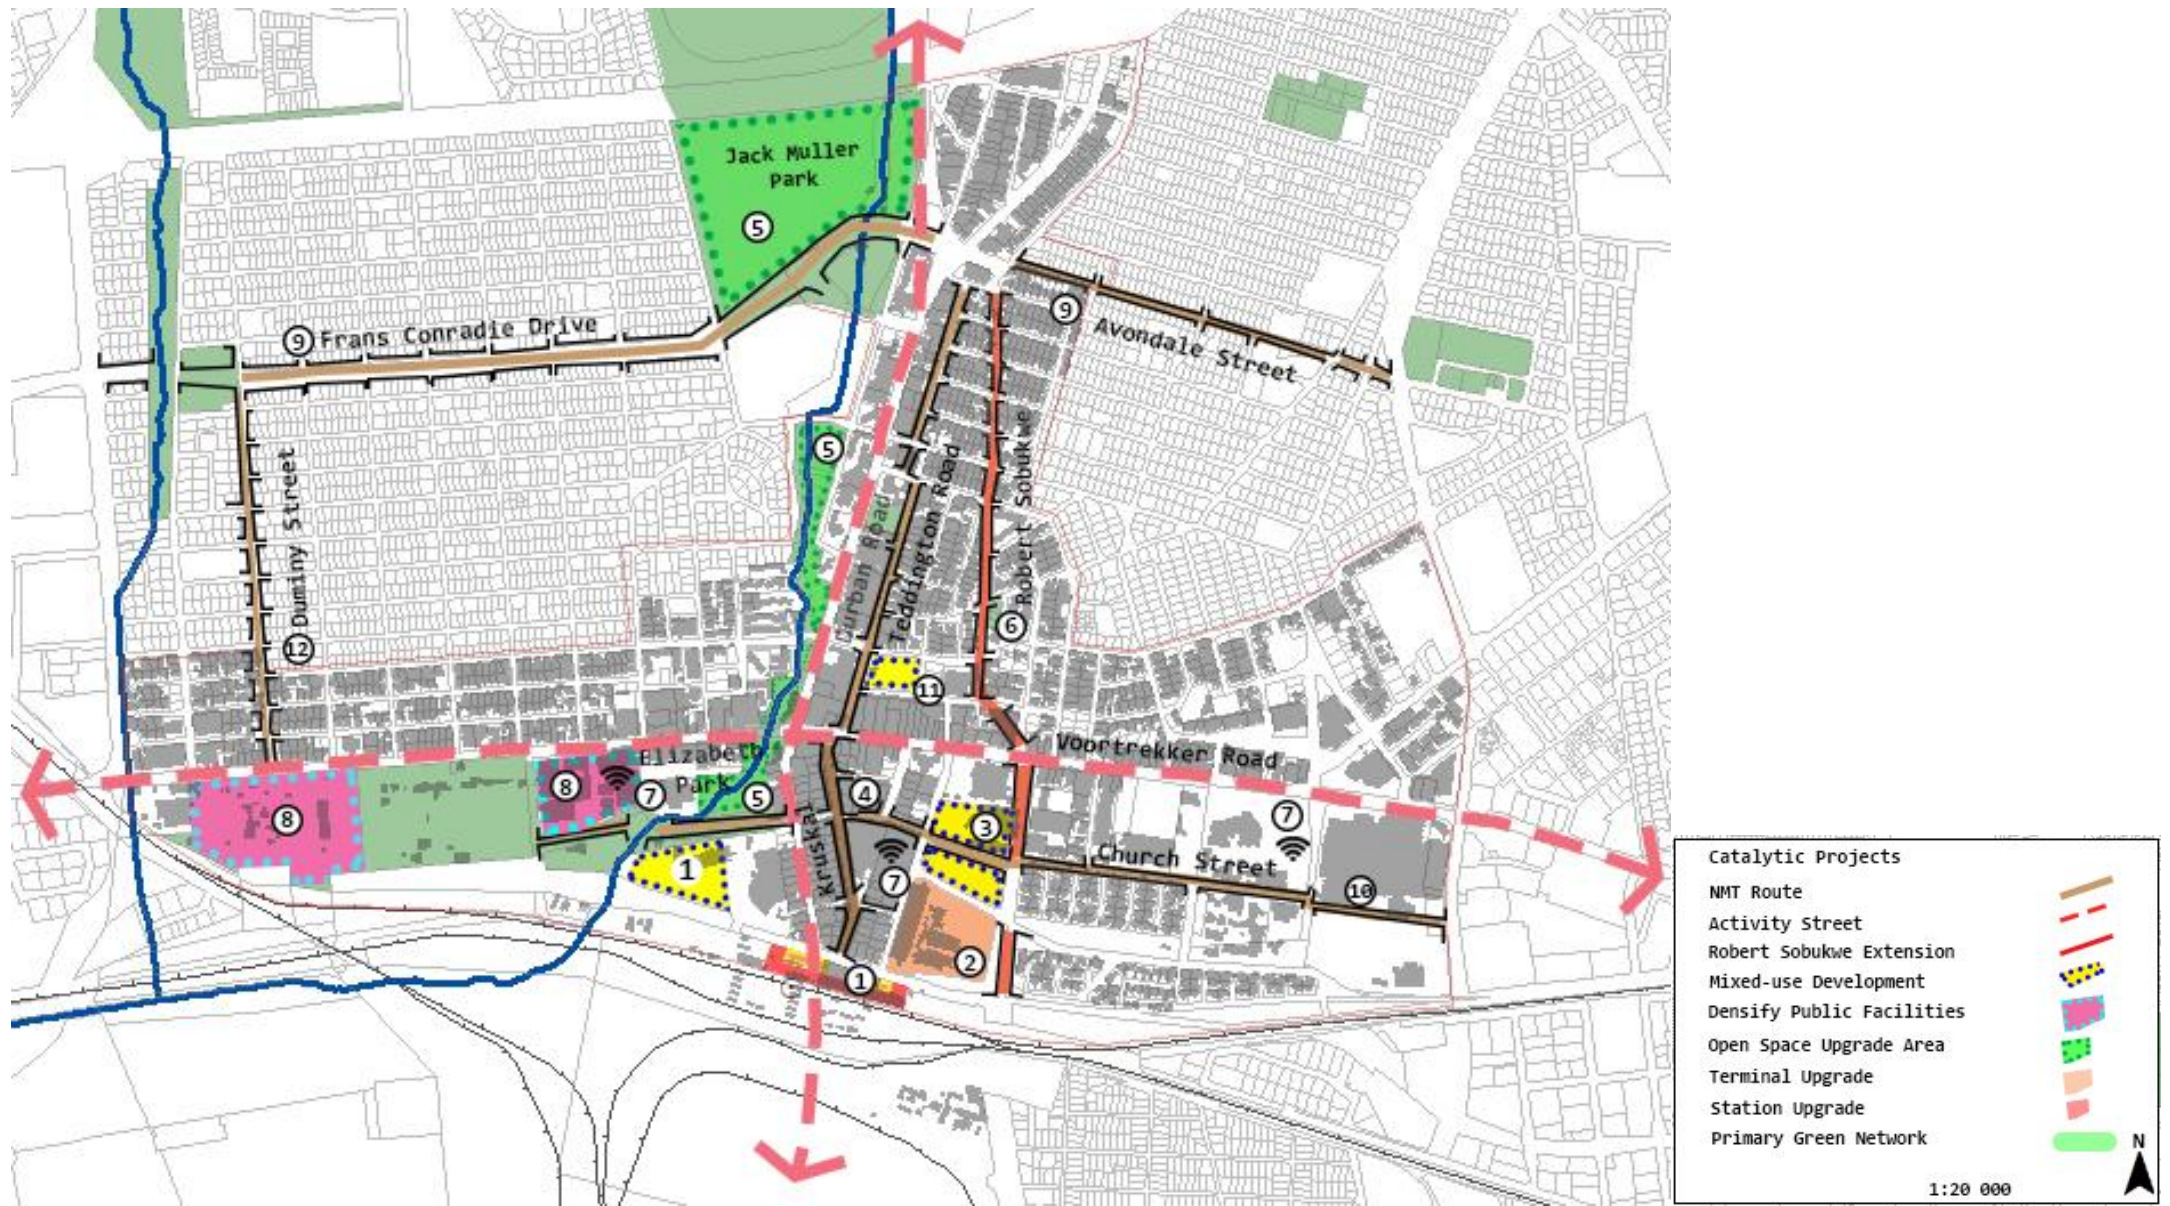 Jack Muller
Park
5
9
Frans Conradie Drive
9
Avondale Street
5
Duminy Street
12
Durban Road
Teddington Road
Robert Sobukwe
6
11
Voortrekker Road
Elizabeth
Park
8
7
5
8
4
Kruskal
3
7
1
7
Church Street
10
2
1
Catalytic Projects
NMT Route
Activity Street
Robert Sobukwe Extension
Mixed-use Development
Densify Public Facilities
Open Space Upgrade Area
Terminal Upgrade
Station Upgrade
Primary Green Network
N
1:20 000